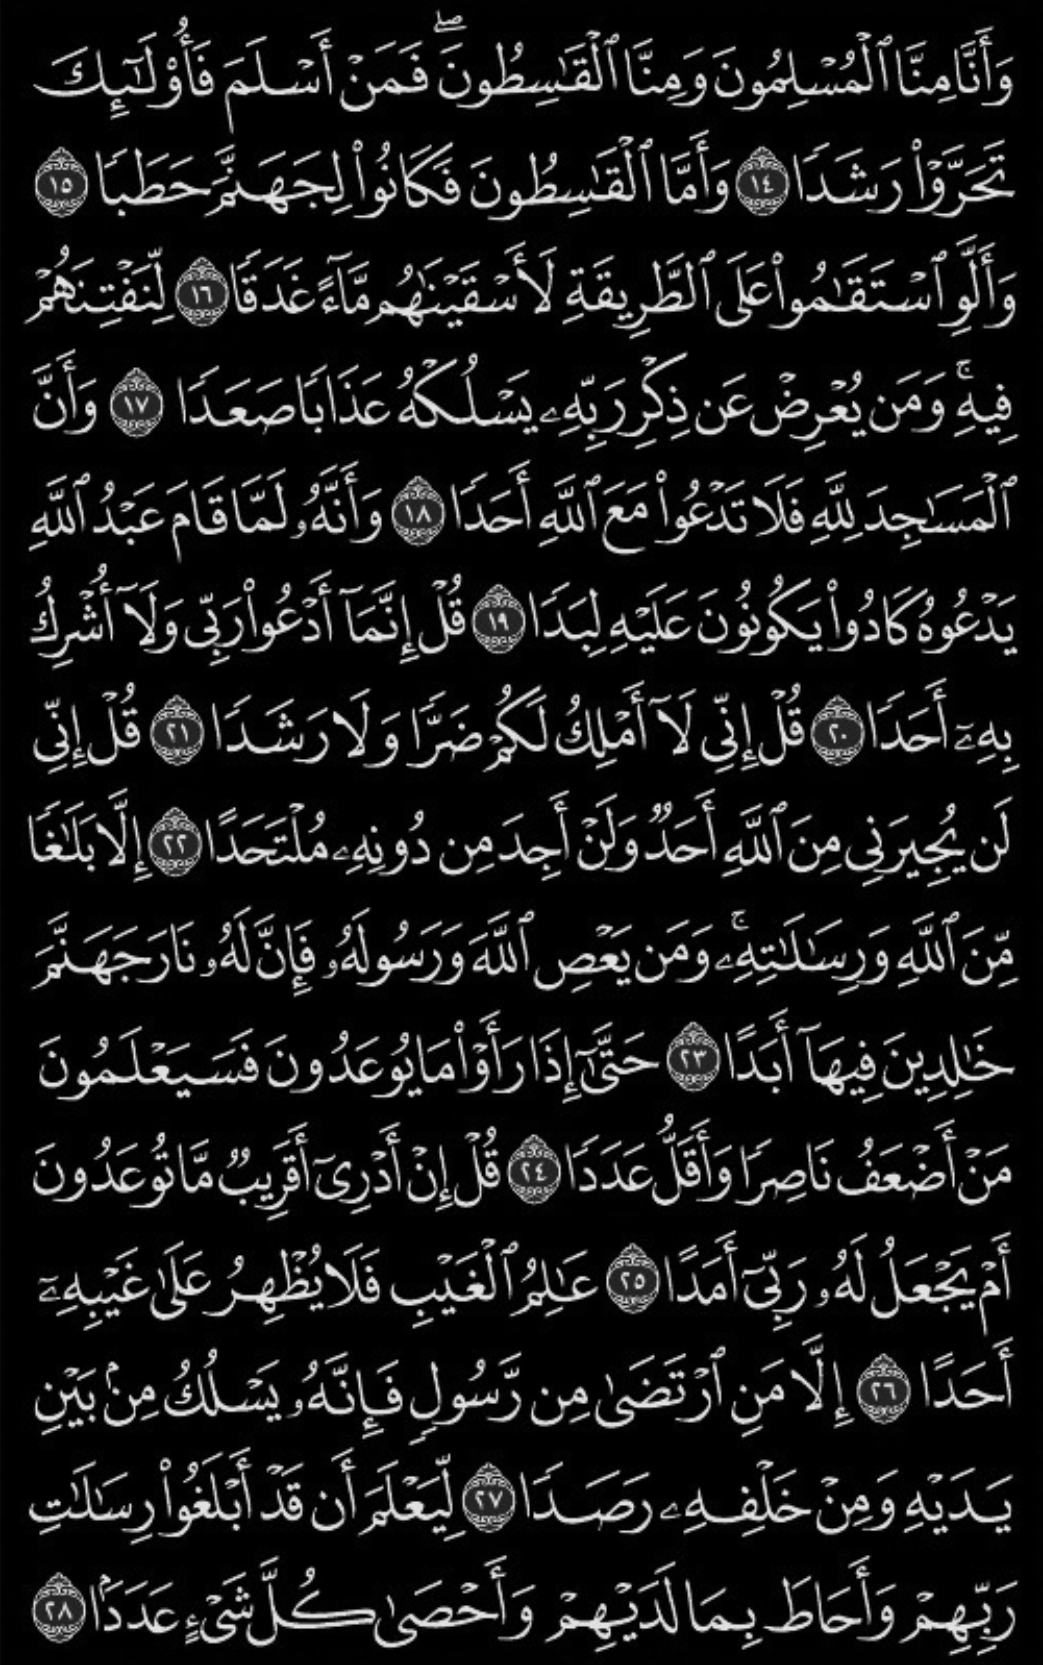 وَأَنَّا مِنَّا ٱلْمُسْلِمُونَ وَمِنَّا ٱلْقَٰسِطُونَۖ فَمَنْ أَسْلَمَ فَأُو۟لَٰٓئِكَ
تَحَرَّوْا۟ رَشَدًا ١٤ وَأَمَّا ٱلْقَٰسِطُونَ فَكَانُوا۟ لِجَهَنَّمَ حَطَبًا ١٥
وَأَلَّوِ ٱسْتَقَٰمُوا۟ عَلَى ٱلطَّرِيقَةِ لَأَسْقَيْنَٰهُم مَّآءً غَدَقًا ١٦ لِّنَفْتِنَهُمْ
فِيهِۚ وَمَن يُعْرِضْ عَن ذِكْرِ رَبِّهِۦ يَسْلُكْهُ عَذَابًا صَعَدًا ١٧ وَأَنَّ
ٱلْمَسَٰجِدَ لِلَّهِ فَلَا تَدْعُوا۟ مَعَ ٱللَّهِ أَحَدًا ١٨ وَأَنَّهُۥ لَمَّا قَامَ عَبْدُ ٱللَّهِ
يَدْعُوهُ كَادُوا۟ يَكُونُونَ عَلَيْهِ لِبَدًا ١٩ قُلْ إِنَّمَآ أَدْعُوا۟ رَبِّى وَلَآ أُشْرِكُ
بِهِۦٓ أَحَدًا ٢٠ قُلْ إِنِّى لَآ أَمْلِكُ لَكُمْ ضَرًّا وَلَا رَشَدًا ٢١ قُلْ إِنِّى
لَن يُجِيرَنِى مِنَ ٱللَّهِ أَحَدٌ وَلَنْ أَجِدَ مِن دُونِهِۦ مُلْتَحَدًا ٢٢ إِلَّا بَلَٰغًا
مِّنَ ٱللَّهِ وَرِسَٰلَٰتِهِۦۚ وَمَن يَعْصِ ٱللَّهَ وَرَسُولَهُۥ فَإِنَّ لَهُۥ نَارَ جَهَنَّمَ
خَٰلِدِينَ فِيهَآ أَبَدًا ٢٣ حَتَّىٰٓ إِذَا رَأَوْا۟ مَا يُوعَدُونَ فَسَيَعْلَمُونَ
مَنْ أَضْعَفُ نَاصِرًا وَأَقَلُّ عَدَدًا ٢٤ قُلْ إِنْ أَدْرِىٓ أَقَرِيبٌ مَّا تُوعَدُونَ
أَمْ يَجْعَلُ لَهُۥ رَبِّىٓ أَمَدًا ٢٥ عَٰلِمُ ٱلْغَيْبِ فَلَا يُظْهِرُ عَلَىٰ غَيْبِهِۦٓ
أَحَدًا ٢٦ إِلَّا مَنِ ٱرْتَضَىٰ مِن رَّسُولٍ فَإِنَّهُۥ يَسْلُكُ مِنۢ بَيْنِ
يَدَيْهِ وَمِنْ خَلْفِهِۦ رَصَدًا ٢٧ لِّيَعْلَمَ أَن قَدْ أَبْلَغُوا۟ رِسَٰلَٰتِ
رَبِّهِمْ وَأَحَاطَ بِمَا لَدَيْهِمْ وَأَحْصَىٰ كُلَّ شَىْءٍ عَدَدًۢا ٢٨